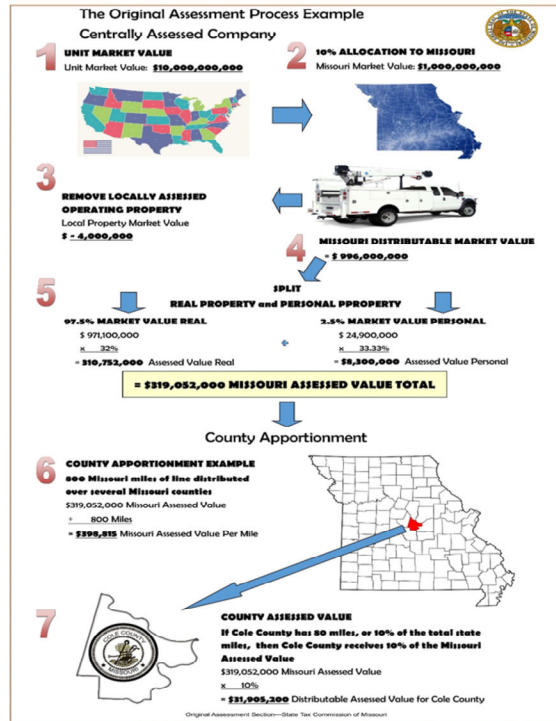 The Original Assessment Process Example
Centrally Assessed Company
1
UNIT MARKET VALUE
Unit Market Value: $10,000,000,000
2
10% ALLOCATION TO MISSOURI
Missouri Market Value: $1,000,000,000
3
REMOVE LOCALLY ASSESSED
OPERATING PROPERTY
Local Property Market Value
$ - 4,000,000
4
MISSOURI DISTRIBUTABLE MARKET VALUE
= $ 996,000,000
5
SPLIT
REAL PROPERTY and PERSONAL PPROPERTY
97.5% MARKET VALUE REAL
$ 971,100,000
x 32%
= 310,752,000 Assessed Value Real
+
2.5% MARKET VALUE PERSONAL
$ 24,900,000
x 33.33%
= $8,300,000 Assessed Value Personal
= $319,052,000 MISSOURI ASSESSED VALUE TOTAL
County Apportionment
6
COUNTY APPORTIONMENT EXAMPLE
800 Missouri miles of line distributed
over several Missouri counties
$319,052,000 Missouri Assessed Value
÷ 800 Miles
= $398,815 Missouri Assessed Value Per Mile
7
COLE COUNTY
MISSOURI
COUNTY ASSESSED VALUE
If Cole County has 80 miles, or 10% of the total state
miles, then Cole County receives 10% of the Missouri
Assessed Value
$319,052,000 Missouri Assessed Value
x 10%
= $31,905,200 Distributable Assessed Value for Cole County
Original Assessment Section—State Tax Commission of Missouri